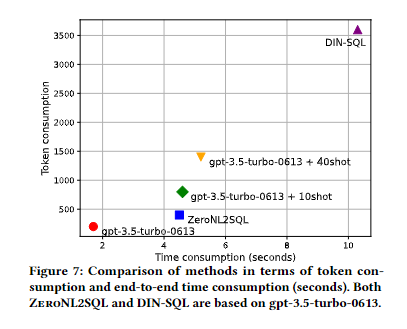 3500
3000
2500
2000
1500
1000
500
Token consumption
DIN-SQL
gpt-3.5-turbo-0613 + 40shot
gpt-3.5-turbo-0613 + 10shot
ZeroNL2SQL
gpt-3.5-turbo-0613
2 4 6 8 10
Time consumption (seconds)
Figure 7: Comparison of methods in terms of token con-
sumption and end-to-end time consumption (seconds). Both
ZeroNL2SQL and DIN-SQL are based on gpt-3.5-turbo-0613.